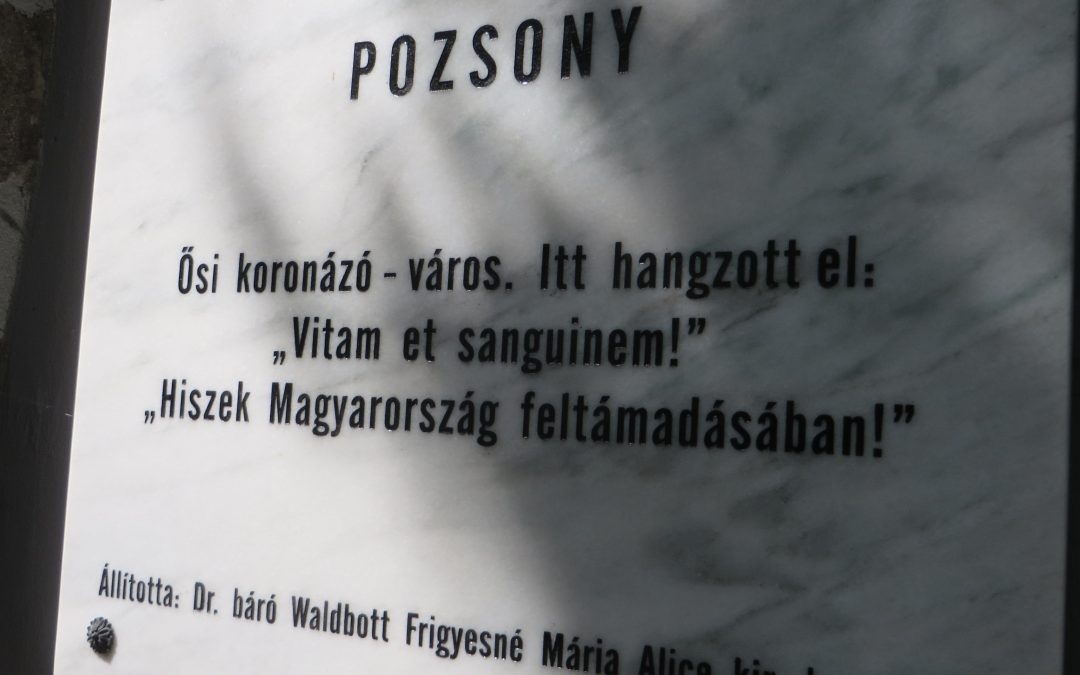 POZSONY
Ősi koronázó - város. Itt hangzott el:
„Vitam et sanguinem!”
„Hiszek Magyarország feltámadásában!”
Állította: Dr. báró Waldbott Frigyesné Mária Alice